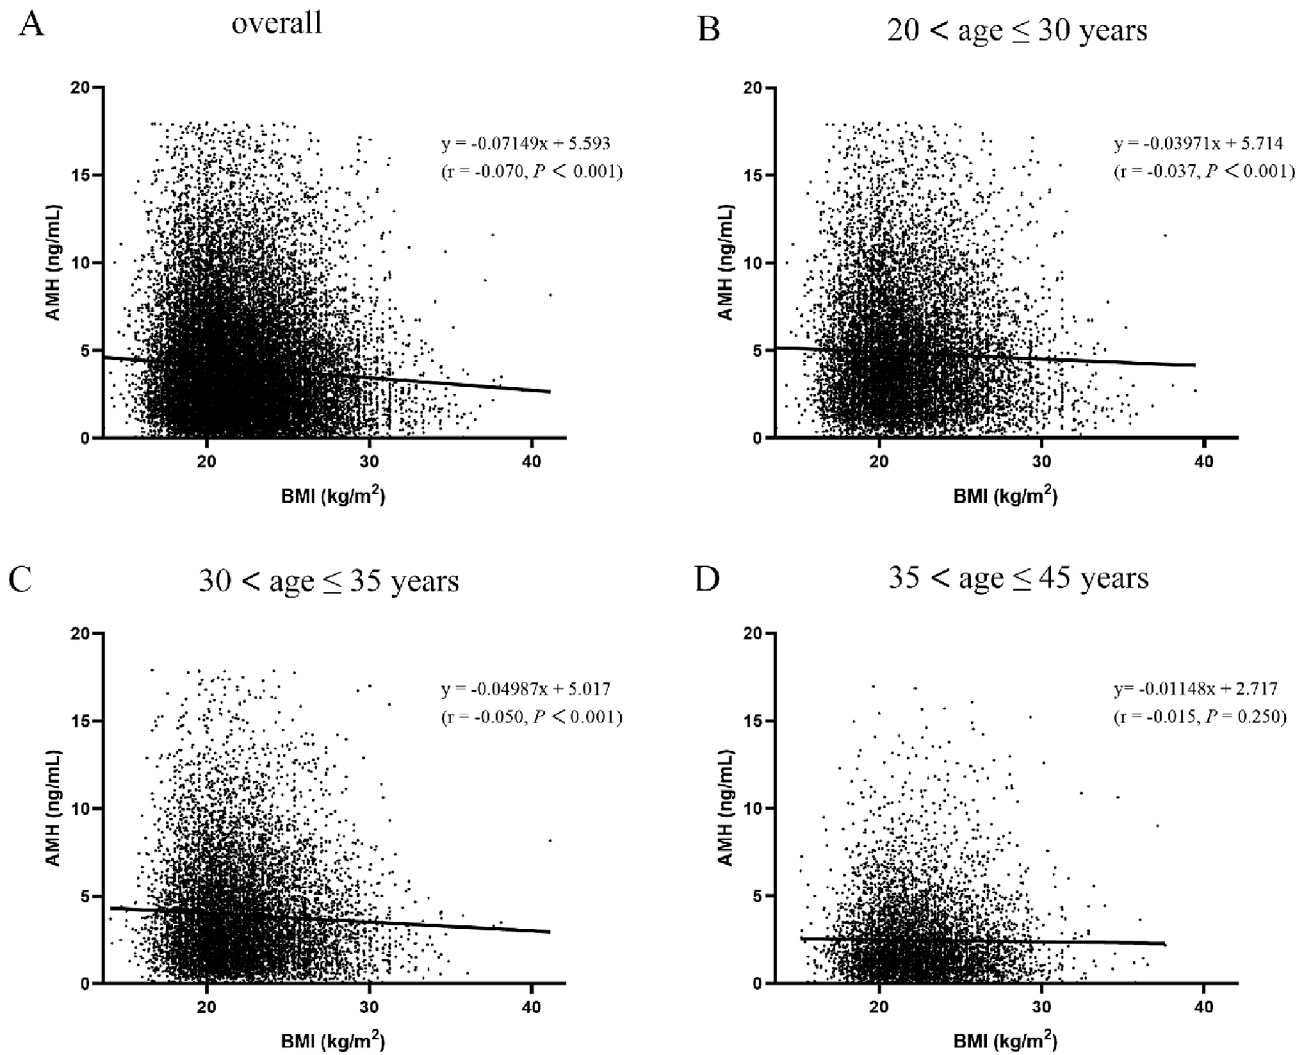 A
overall
20
15
10
5
0
AMH (ng/mL)
y = -0.07149x + 5.593
(r = -0.070, P < 0.001)
20
30
40
BMI (kg/m²)
B
20 < age ≤ 30 years
20
15
10
5
0
AMH (ng/mL)
y = -0.03971x + 5.714
(r = -0.037, P < 0.001)
20
30
40
BMI (kg/m²)
C
30 < age ≤ 35 years
20
15
10
5
0
AMH (ng/mL)
y = -0.04987x + 5.017
(r = -0.050, P < 0.001)
20
30
40
BMI (kg/m²)
D
35 < age ≤ 45 years
20
15
10
5
0
AMH (ng/mL)
y= -0.01148x + 2.717
(r = -0.015, P = 0.250)
20
30
40
BMI (kg/m²)